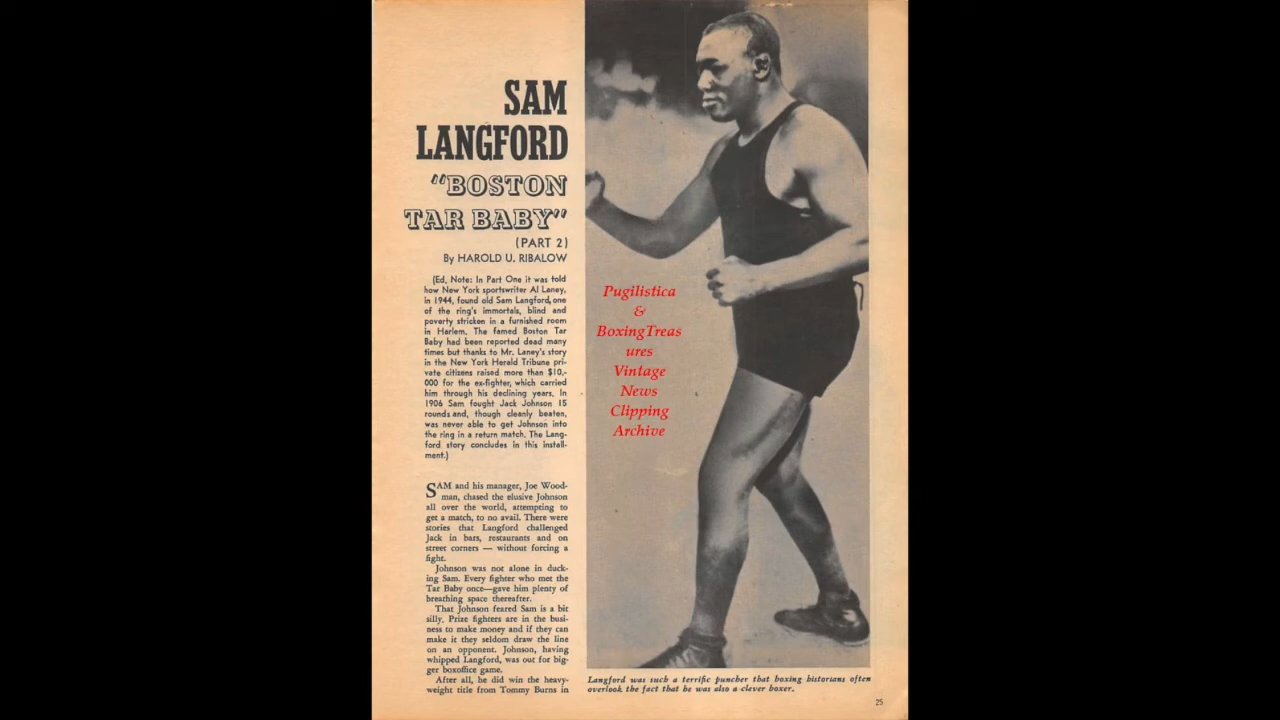 SAM
LANGFORD
"BOSTON
TAR BABY"
(PART 2)
By HAROLD U. RIBALOW
(Ed. Note: In Part One it was told
how New York sportswriter Al Laney,
in 1944, found old Sam Langford, one
of the ring's immortals, blind and
poverty stricken in a furnished room
in Harlem. The famed Boston Tar
Baby had been reported dead many
times but thanks to Mr. Laney's story
in the New York Herald Tribune pri-
vate citizens raised more than $10,-
000 for the ex-fighter, which carried
him through his declining years. In
1906 Sam fought Jack Johnson 15
rounds and, though cleanly beaten,
was never able to get Johnson into
the ring in a return match. The Lang-
ford story concludes in this install-
ment.)
SAM and his manager, Joe Wood-
man, chased the elusive Johnson
all over the world, attempting to
get a match, to no avail. There were
stories that Langford challenged
Jack in bars, restaurants and on
street corners — without forcing a
fight.
Johnson was not alone in duck-
ing Sam. Every fighter who met the
Tar Baby once—gave him plenty of
breathing space thereafter.
That Johnson feared Sam is a bit
silly. Prize fighters are in the busi-
ness to make money and if they can
make it they seldom draw the line
on an opponent. Johnson, having
whipped Langford, was out for big-
ger boxoffice game.
After all, he did win the heavy-
weight title from Tommy Burns in
Pugilistica
&
BoxingTreas
ures
Vintage
News
Clipping
Archive
Langford was such a terrific puncher that boxing historians often
overlook the fact that he was also a clever boxer.
25